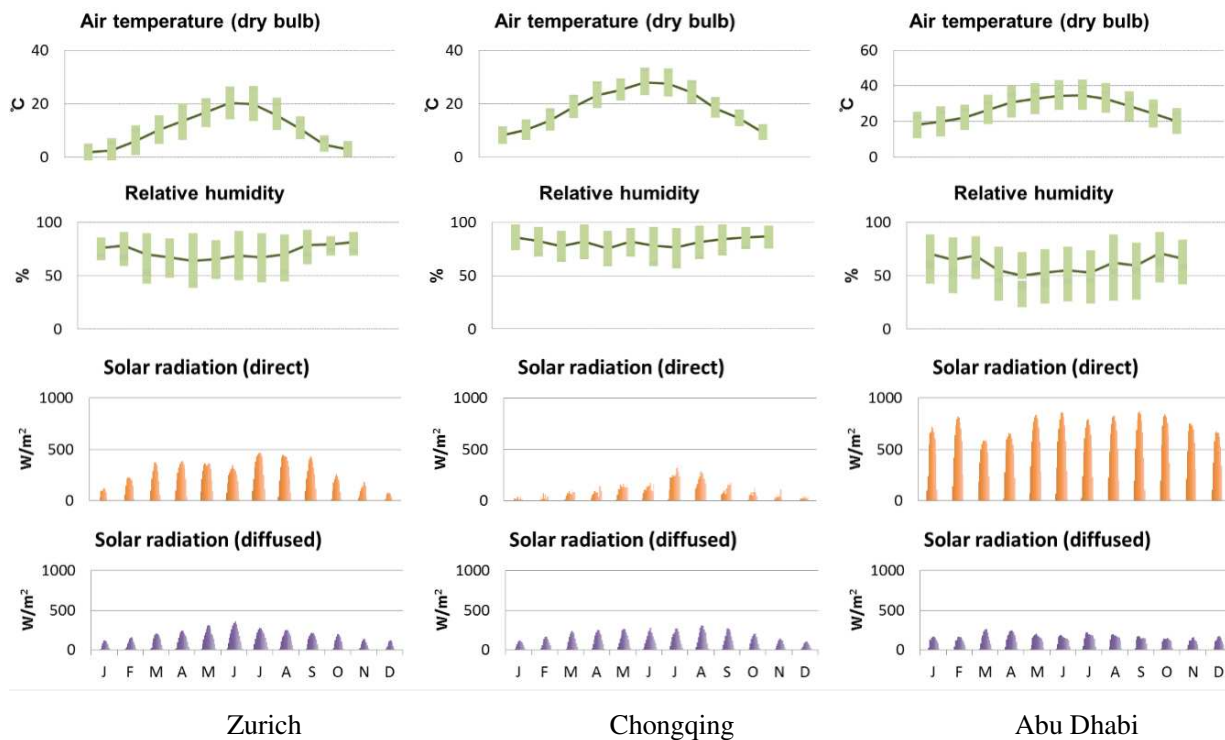 Air temperature (dry bulb)
40
20
0
°C
Relative humidity
100
50
0
%
Solar radiation (direct)
1000
500
0
W/m²
Solar radiation (diffused)
1000
500
0
W/m²
J F M A M J J A S O N D
Zurich
Air temperature (dry bulb)
40
20
0
°C
Relative humidity
100
50
0
%
Solar radiation (direct)
1000
500
0
W/m²
Solar radiation (diffused)
1000
500
0
W/m²
J F M A M J J A S O N D
Chongqing
Air temperature (dry bulb)
60
40
20
0
°C
Relative humidity
100
50
0
%
Solar radiation (direct)
1000
500
0
W/m²
Solar radiation (diffused)
1000
500
0
W/m²
J F M A M J J A S O N D
Abu Dhabi